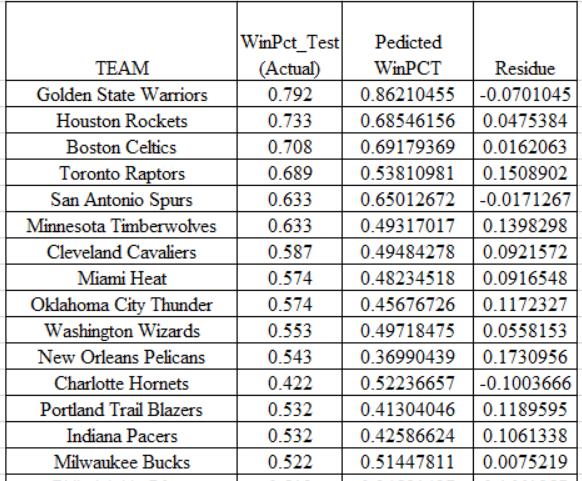 TEAM WinPct_Test (Actual) Pedicted WinPCT Residue
Golden State Warriors 0.792 0.86210455 -0.0701045
Houston Rockets 0.733 0.68546156 0.0475384
Boston Celtics 0.708 0.69179369 0.0162063
Toronto Raptors 0.689 0.53810981 0.1508902
San Antonio Spurs 0.633 0.65012672 -0.0171267
Minnesota Timberwolves 0.633 0.49317017 0.1398298
Cleveland Cavaliers 0.587 0.49484278 0.0921572
Miami Heat 0.574 0.48234518 0.0916548
Oklahoma City Thunder 0.574 0.45676726 0.1172327
Washington Wizards 0.553 0.49718475 0.0558153
New Orleans Pelicans 0.543 0.36990439 0.1730956
Charlotte Hornets 0.422 0.52236657 -0.1003666
Portland Trail Blazers 0.532 0.41304046 0.1189595
Indiana Pacers 0.532 0.42586624 0.1061338
Milwaukee Bucks 0.522 0.51447811 0.0075219